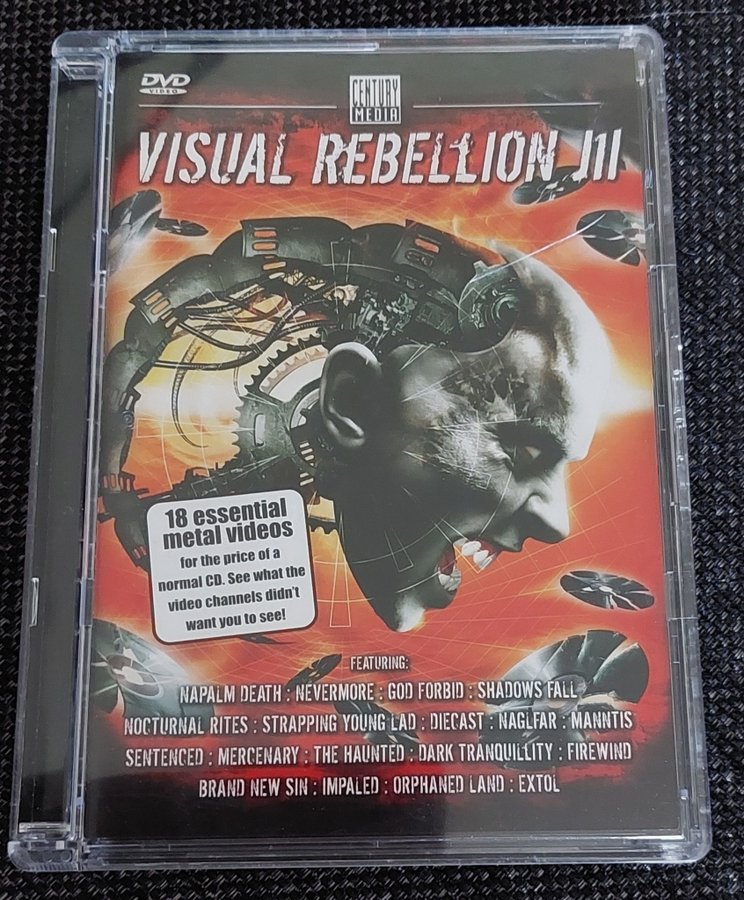 DVD
VIDEO
CENTURY
MEDIA
VISUAL REBELLION III
18 essential
metal videos
for the price of a
normal CD. See what the
video channels didn't
want you to see!
FEATURING:
NAPALM DEATH : NEVERMORE : GOD FORBID : SHADOWS FALL
NOCTURNAL RITES : STRAPPING YOUNG LAD : DIECAST : NAGLFAR : MANNTIS
SENTENCED : MERCENARY : THE HAUNTED : DARK TRANQUILLITY : FIREWIND
BRAND NEW SIN : IMPALED : ORPHANED LAND : EXTOL